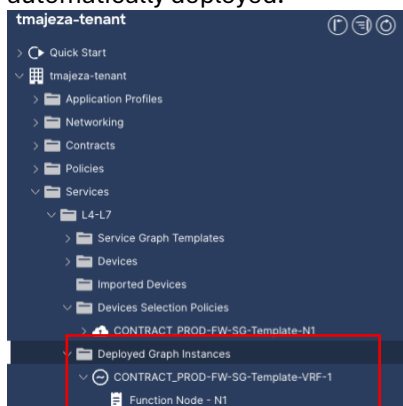 automatically deployed.
tmajeza-tenant
Quick Start
tmajeza-tenant
Application Profiles
Networking
Contracts
Policies
Services
L4-L7
Service Graph Templates
Devices
Imported Devices
Devices Selection Policies
CONTRACT_PROD-FW-SG-Template-N1
Deployed Graph Instances
CONTRACT_PROD-FW-SG-Template-VRF-1
Function Node - N1